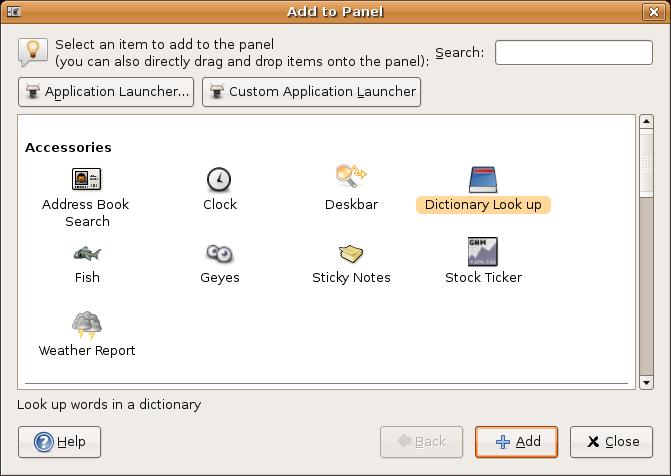 Add to Panel
Select an item to add to the panel
(you can also directly drag and drop items onto the panel):
Search:
Application Launcher...
Custom Application Launcher
Accessories
Address Book
Search
Clock
Deskbar
Dictionary Look up
Fish
Geyes
Sticky Notes
Stock Ticker
Weather Report
Look up words in a dictionary
Help
Back
Add
Close